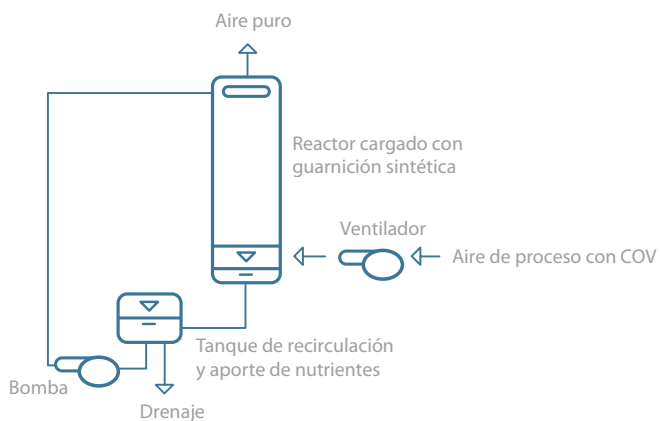 Aire puro
Reactor cargado con
guarnición sintética
Ventilador
Aire de proceso con COV
Tanque de recirculación
y aporte de nutrientes
Bomba
Drenaje